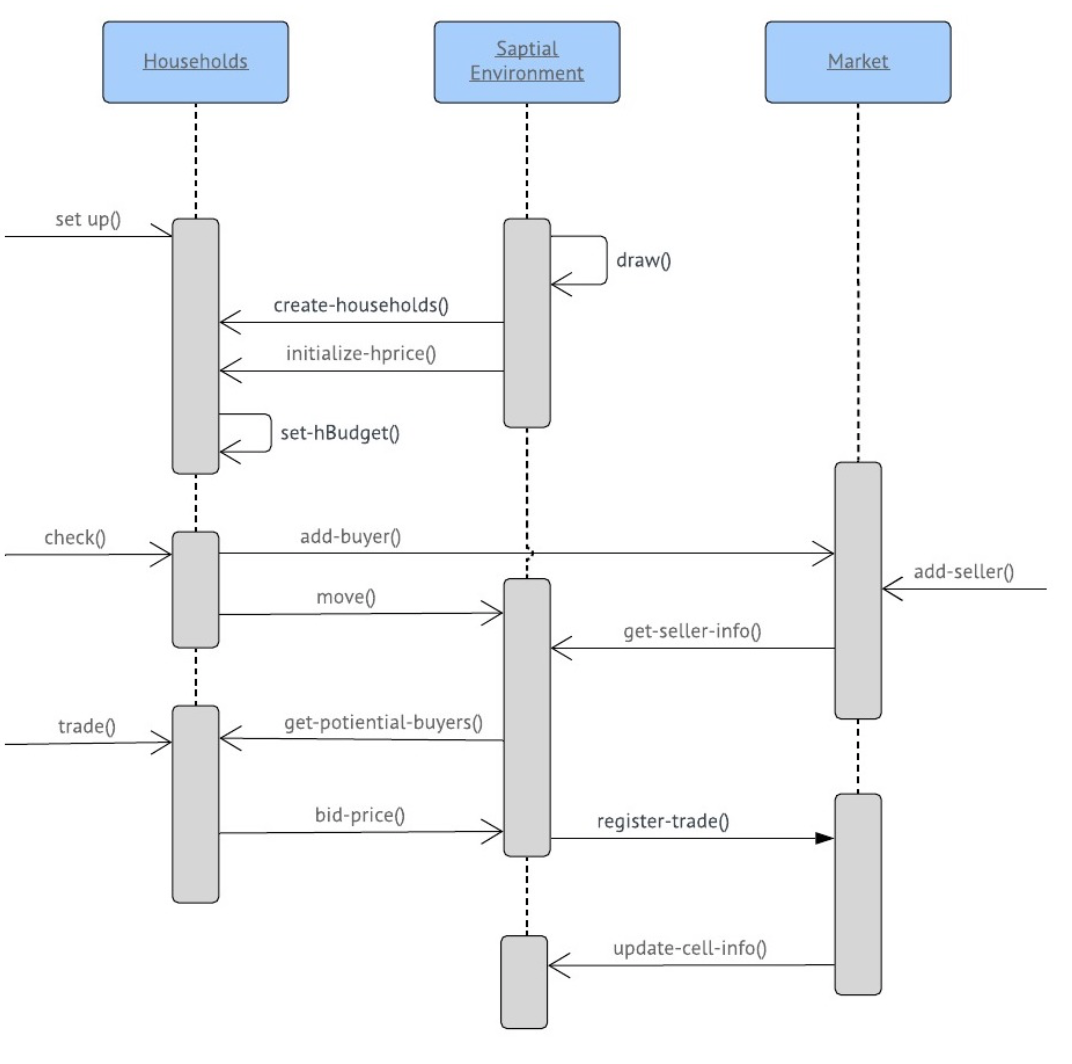 Households
Saptial
Environment
Market
set up()
draw()
create-households()
initialize-hprice()
set-hBudget()
check()
add-buyer()
add-seller()
move()
get-seller-info()
trade()
get-potiential-buyers()
bid-price()
register-trade()
update-cell-info()